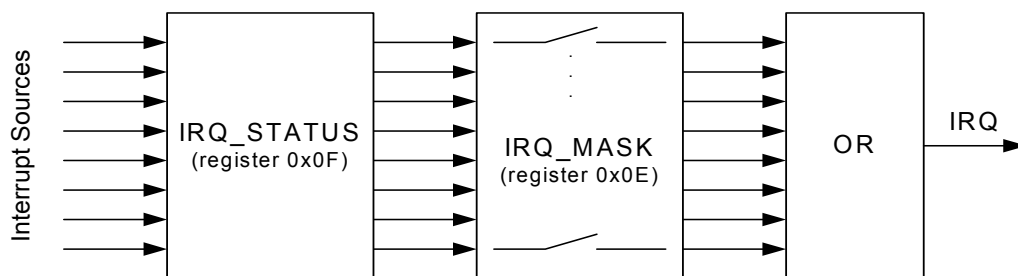 Interrupt Sources
IRQ_STATUS
(register 0x0F)
IRQ_MASK
(register 0x0E)
OR
IRQ